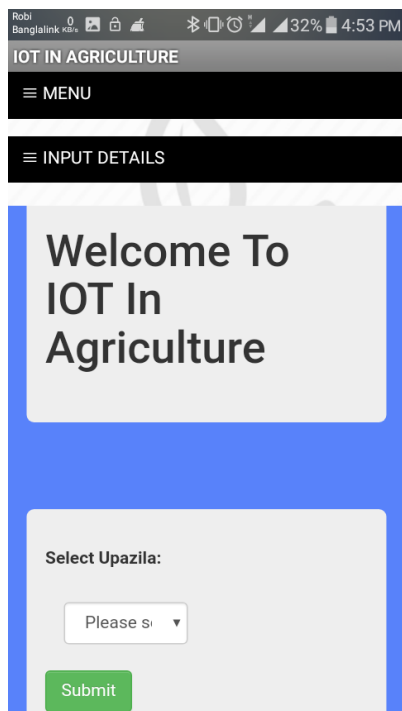 Robi
Banglalink 0 KB/s 32% 4:53 PM
IOT IN AGRICULTURE
≡ MENU
≡ INPUT DETAILS
Welcome To
IOT In
Agriculture
Select Upazila:
Please s
Submit